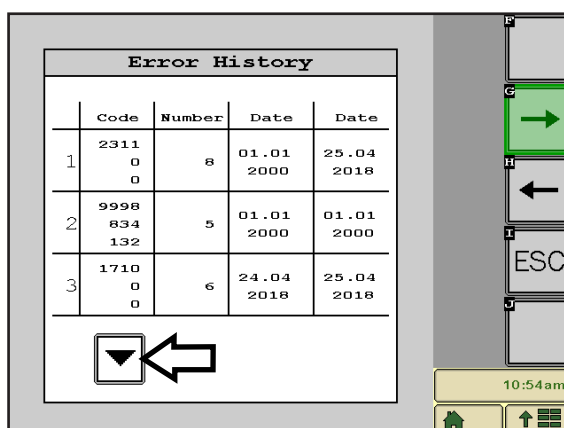 Error History
Code Number Date Date
1 2311 0 0 8 01.01 2000 25.04 2018
2 9998 834 132 5 01.01 2000 01.01 2000
3 1710 0 0 6 24.04 2018 25.04 2018
F
G
H
I
ESC
J
10:54am